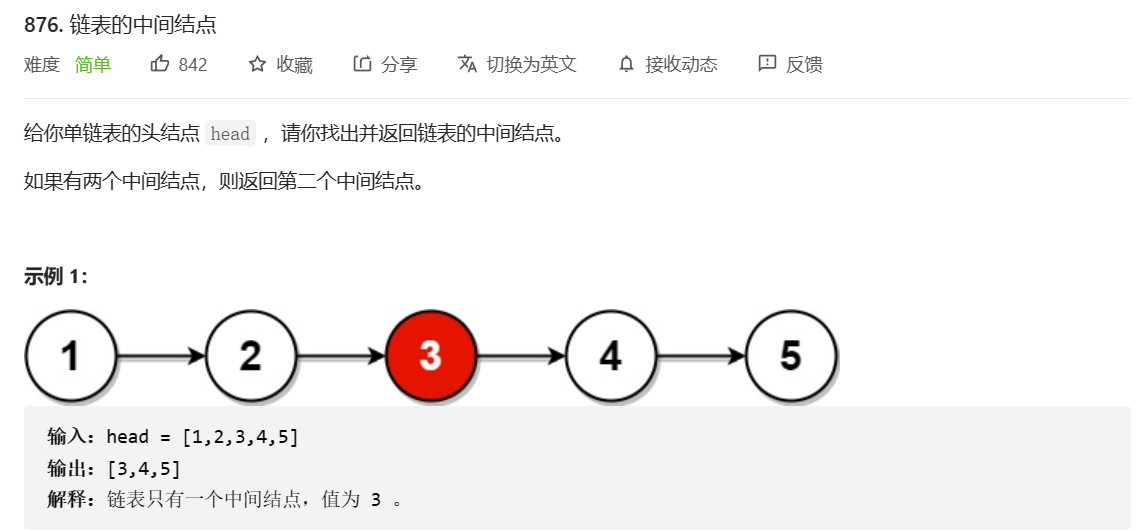 876. 链表的中间结点
难度 简单 842 收藏 分享 切换为英文 接收动态 反馈
给你单链表的头结点 head ，请你找出并返回链表的中间结点。
如果有两个中间结点，则返回第二个中间结点。
示例 1：
1 2 3 4 5
输入：head = [1,2,3,4,5]
输出：[3,4,5]
解释：链表只有一个中间结点，值为 3 。